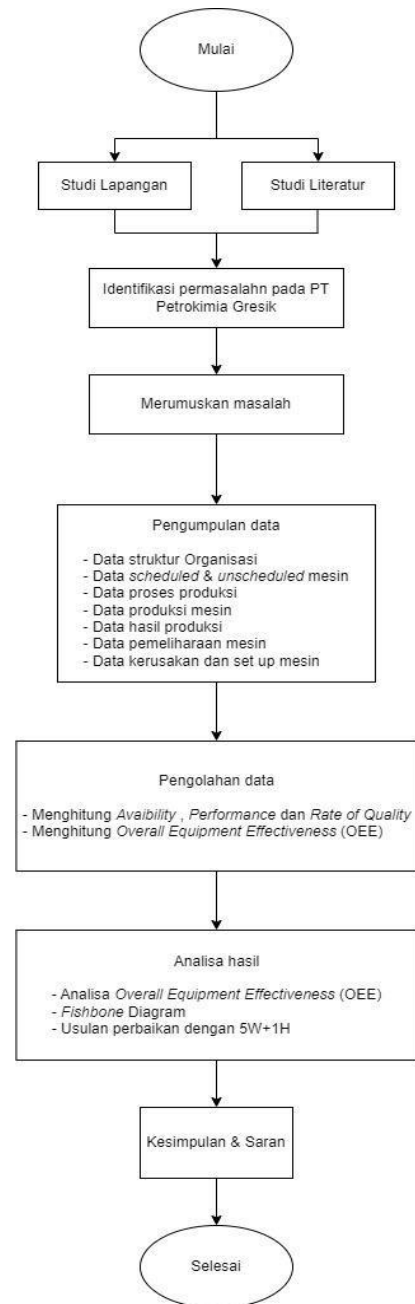 Mulai
Studi Lapangan
Studi Literatur
Identifikasi permasalahn pada PT
Petrokimia Gresik
Merumuskan masalah
Pengumpulan data
- Data struktur Organisasi
- Data scheduled & unscheduled mesin
- Data proses produksi
- Data produksi mesin
- Data hasil produksi
- Data pemeliharaan mesin
- Data kerusakan dan set up mesin
Pengolahan data
- Menghitung Avaibility , Performance dan Rate of Quality
- Menghitung Overall Equipment Effectiveness (OEE)
Analisa hasil
- Analisa Overall Equipment Effectiveness (OEE)
- Fishbone Diagram
- Usulan perbaikan dengan 5W+1H
Kesimpulan & Saran
Selesai